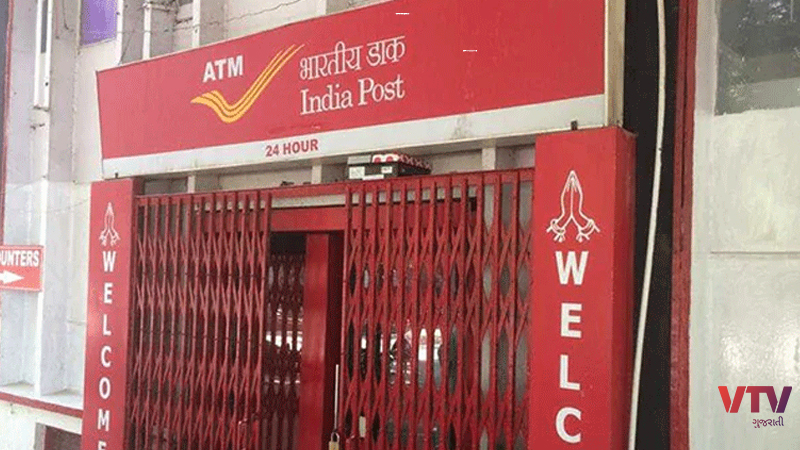 ATM
भारतीय डाक
India Post
24 HOUR
WELCOME
WELC
UNTERS
VTV
ગુજરાતી